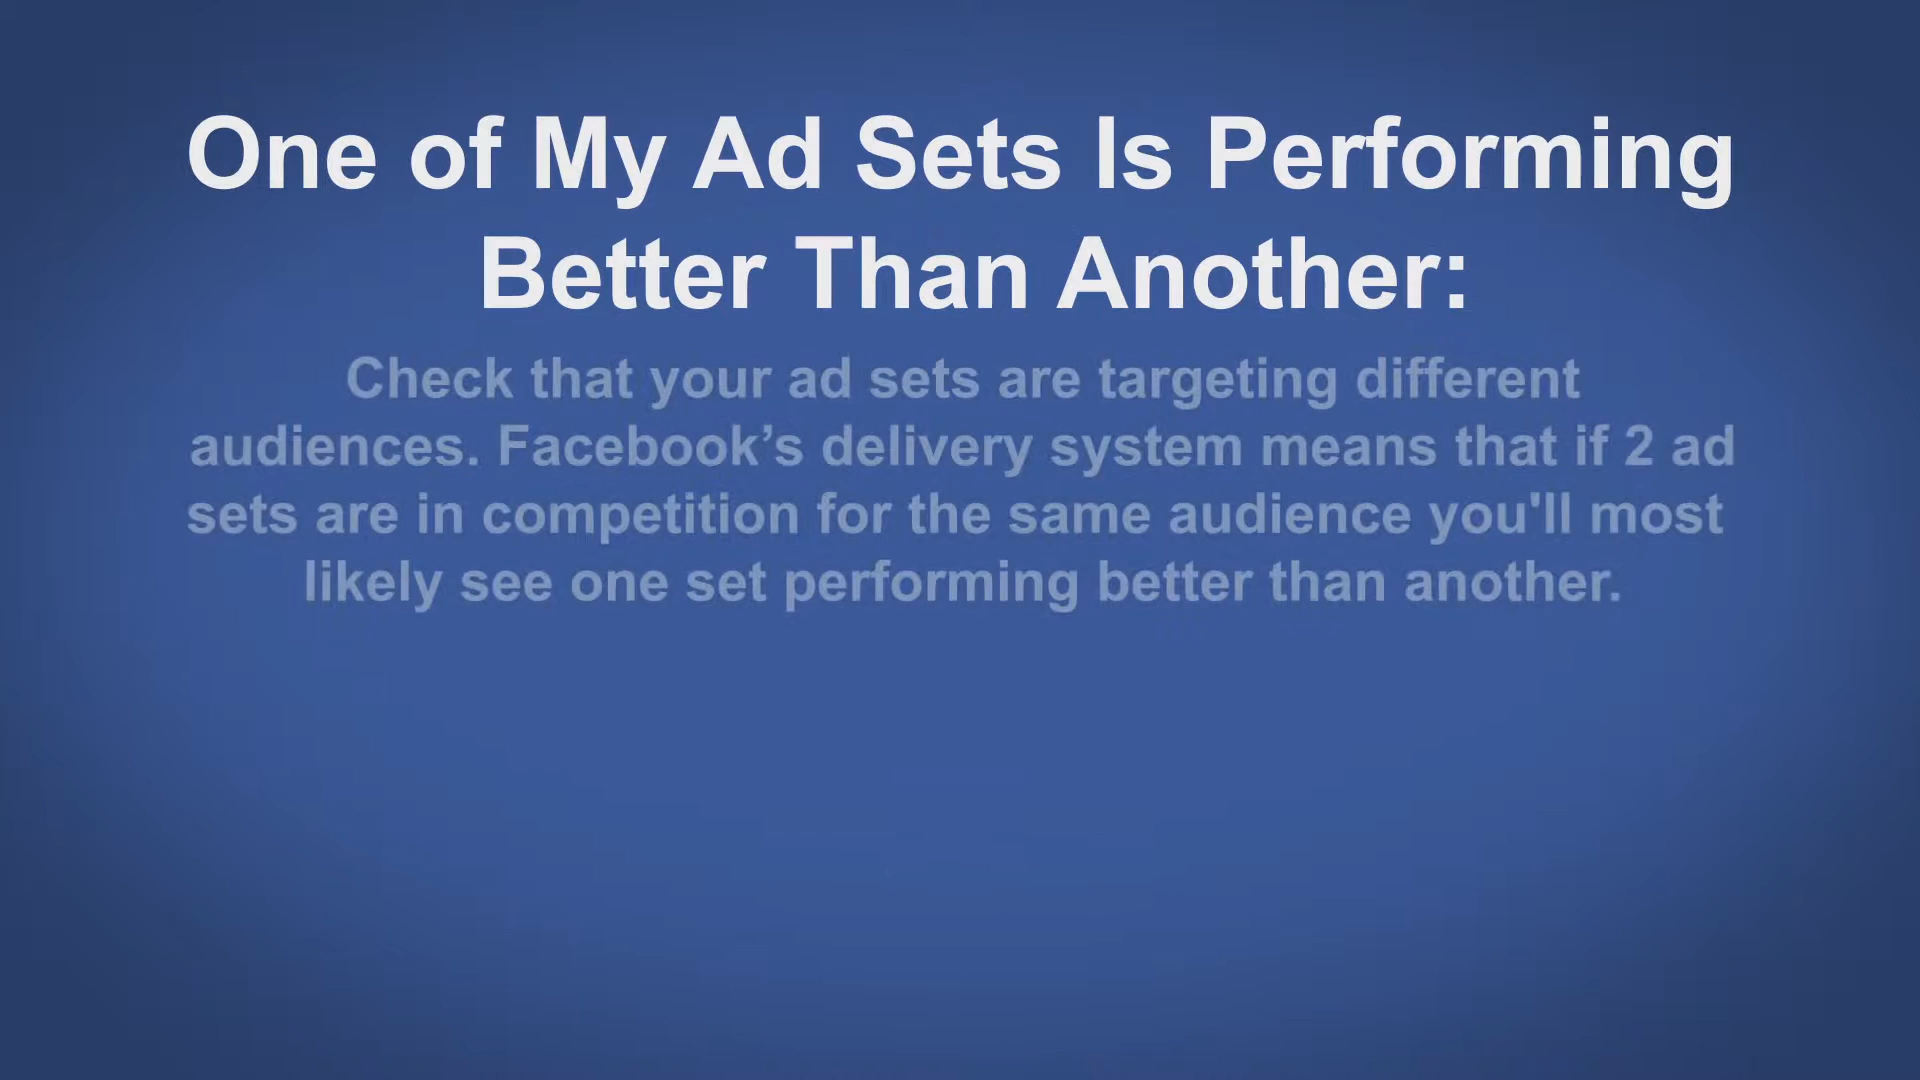 One of My Ad Sets Is Performing
Better Than Another:
Check that your ad sets are targeting different
audiences. Facebook’s delivery system means that if 2 ad
sets are in competition for the same audience you'll most
likely see one set performing better than another.